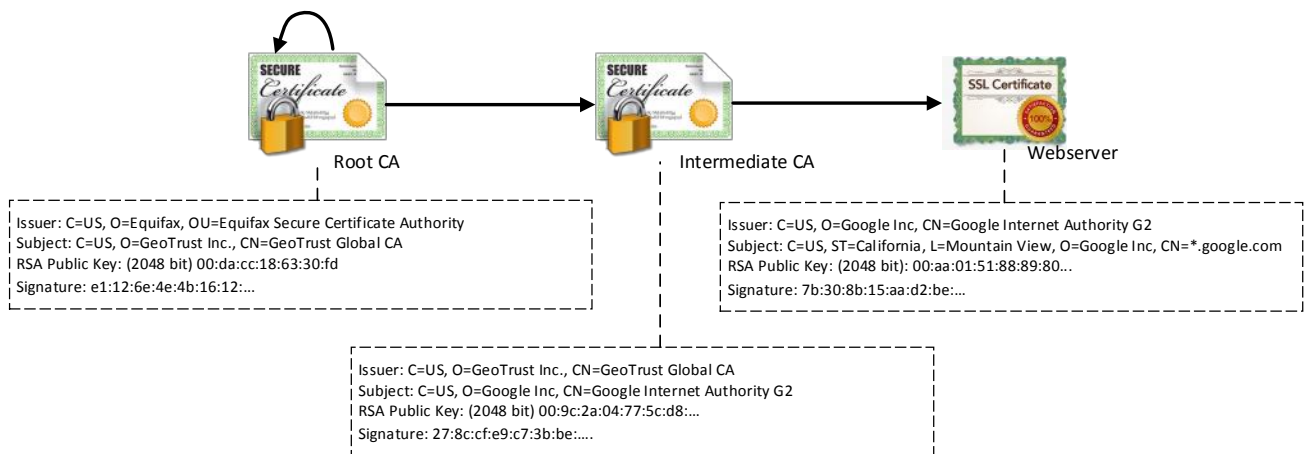 SECURE
Certificate
SECURE
Certificate
SSL Certificate
100%
Root CA
Intermediate CA
Webserver
Issuer: C=US, O=Equifax, OU=Equifax Secure Certificate Authority
Subject: C=US, O=GeoTrust Inc., CN=GeoTrust Global CA
RSA Public Key: (2048 bit) 00:da:cc:18:63:30:fd
Signature: e1:12:6e:4e:4b:16:12:...
Issuer: C=US, O=Google Inc, CN=Google Internet Authority G2
Subject: C=US, ST=California, L=Mountain View, O=Google Inc, CN=*.google.com
RSA Public Key: (2048 bit): 00:aa:01:51:88:89:80...
Signature: 7b:30:8b:15:aa:d2:be:...
Issuer: C=US, O=GeoTrust Inc., CN=GeoTrust Global CA
Subject: C=US, O=Google Inc, CN=Google Internet Authority G2
RSA Public Key: (2048 bit) 00:9c:2a:04:77:5c:d8:...
Signature: 27:8c:cf:e9:c7:3b:be:....